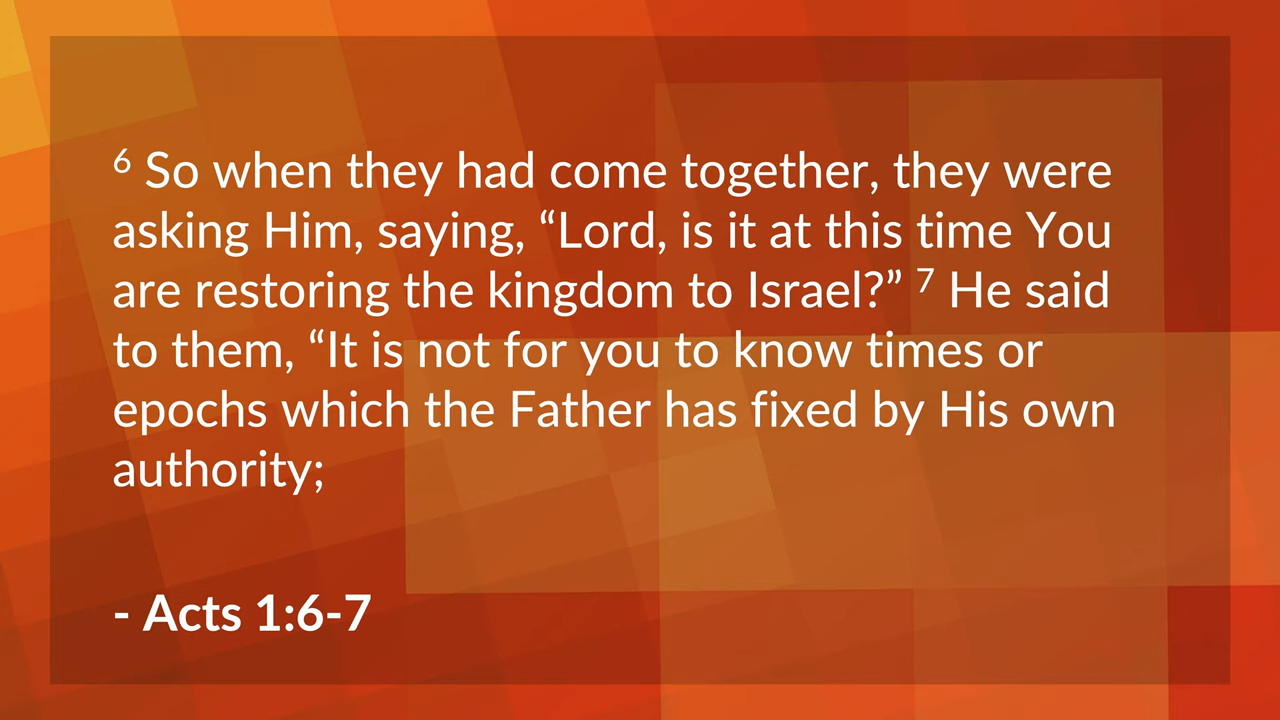 6 So when they had come together, they were
asking Him, saying, “Lord, is it at this time You
are restoring the kingdom to Israel?” 7 He said
to them, “It is not for you to know times or
epochs which the Father has fixed by His own
authority;
- Acts 1:6-7